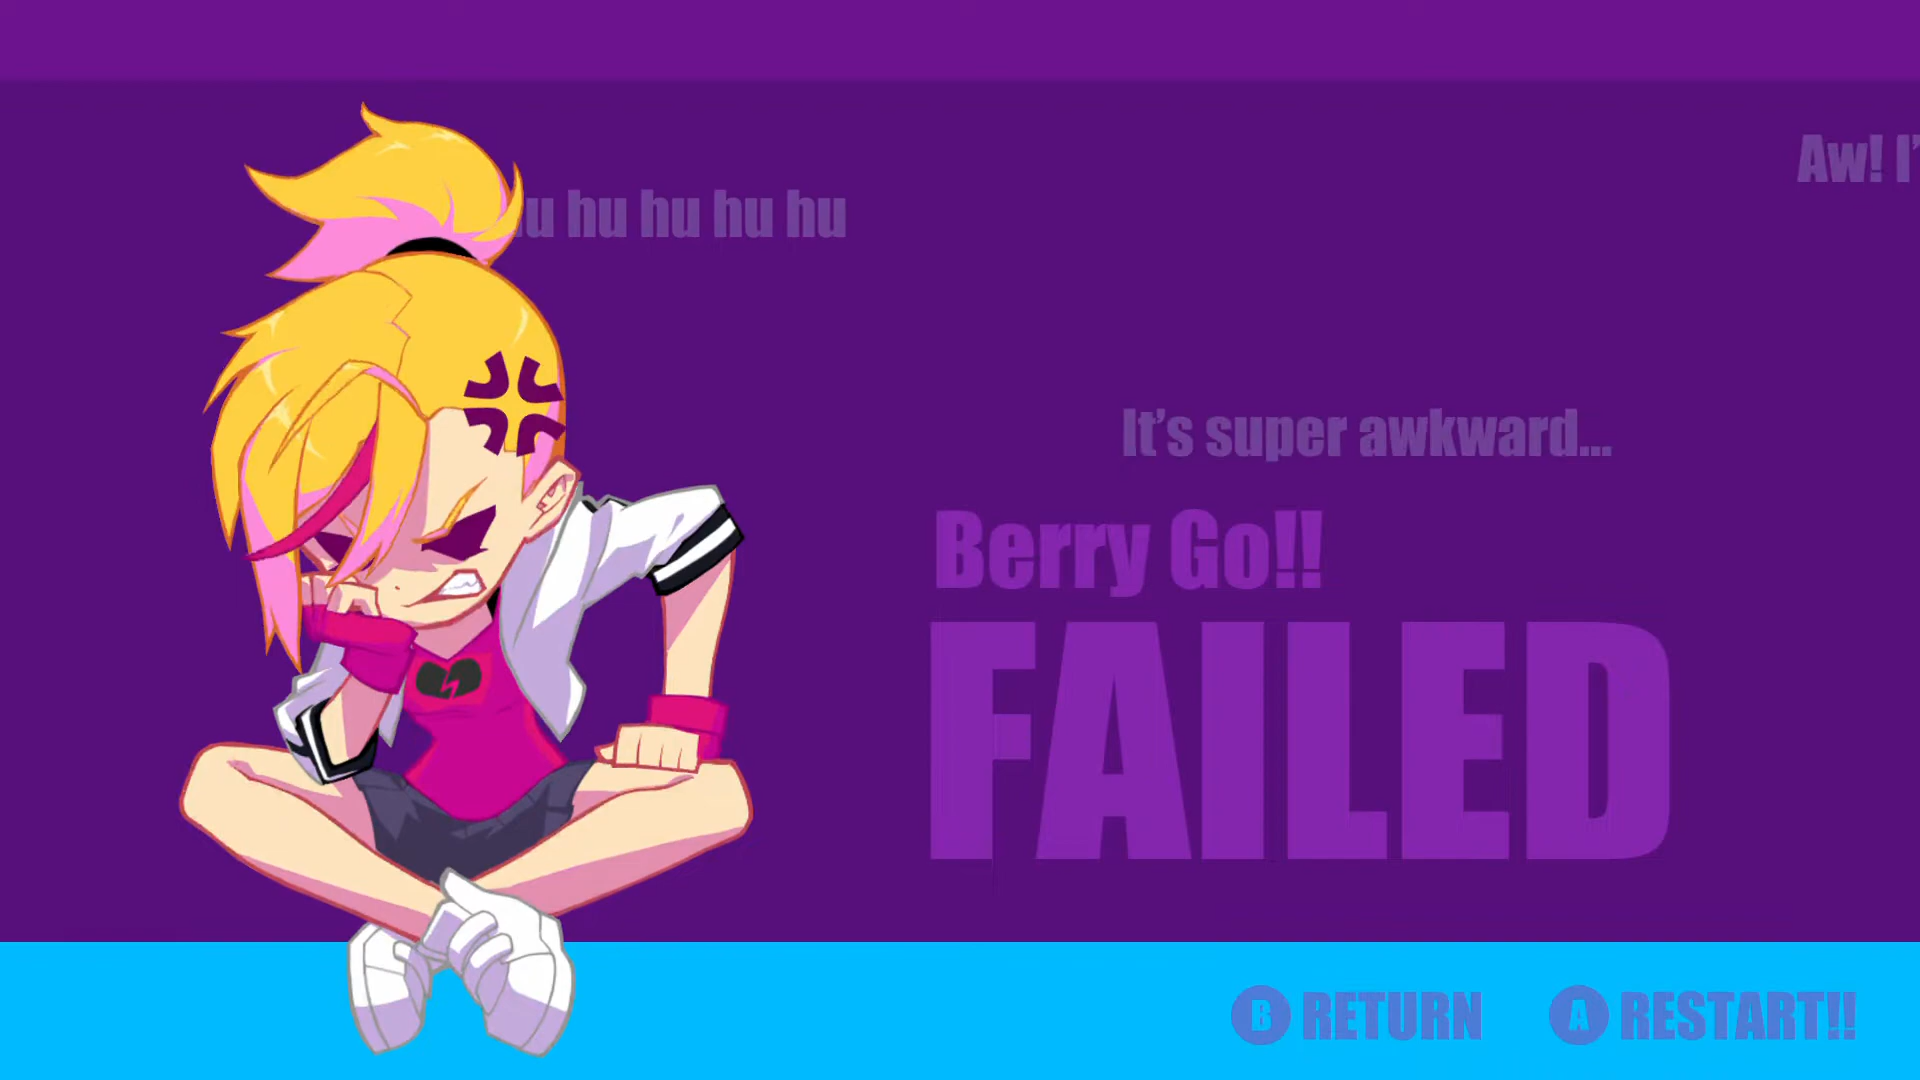 Aw! I'
hu hu hu hu
It's super awkward...
Berry Go!!
FAILED
B RETURN A RESTART!!